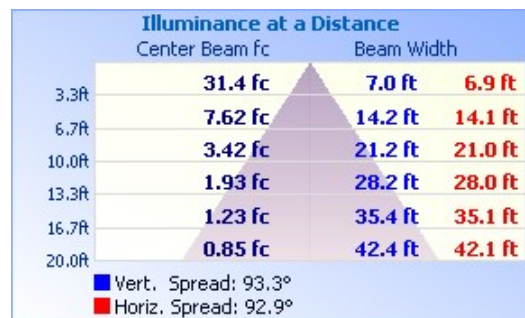 Illuminance at a Distance
Center Beam fc Beam Width
3.3ft 31.4 fc 7.0 ft 6.9 ft
6.7ft 7.62 fc 14.2 ft 14.1 ft
10.0ft 3.42 fc 21.2 ft 21.0 ft
13.3ft 1.93 fc 28.2 ft 28.0 ft
16.7ft 1.23 fc 35.4 ft 35.1 ft
20.0ft 0.85 fc 42.4 ft 42.1 ft
Vert. Spread: 93.3º
Horiz. Spread: 92.9º